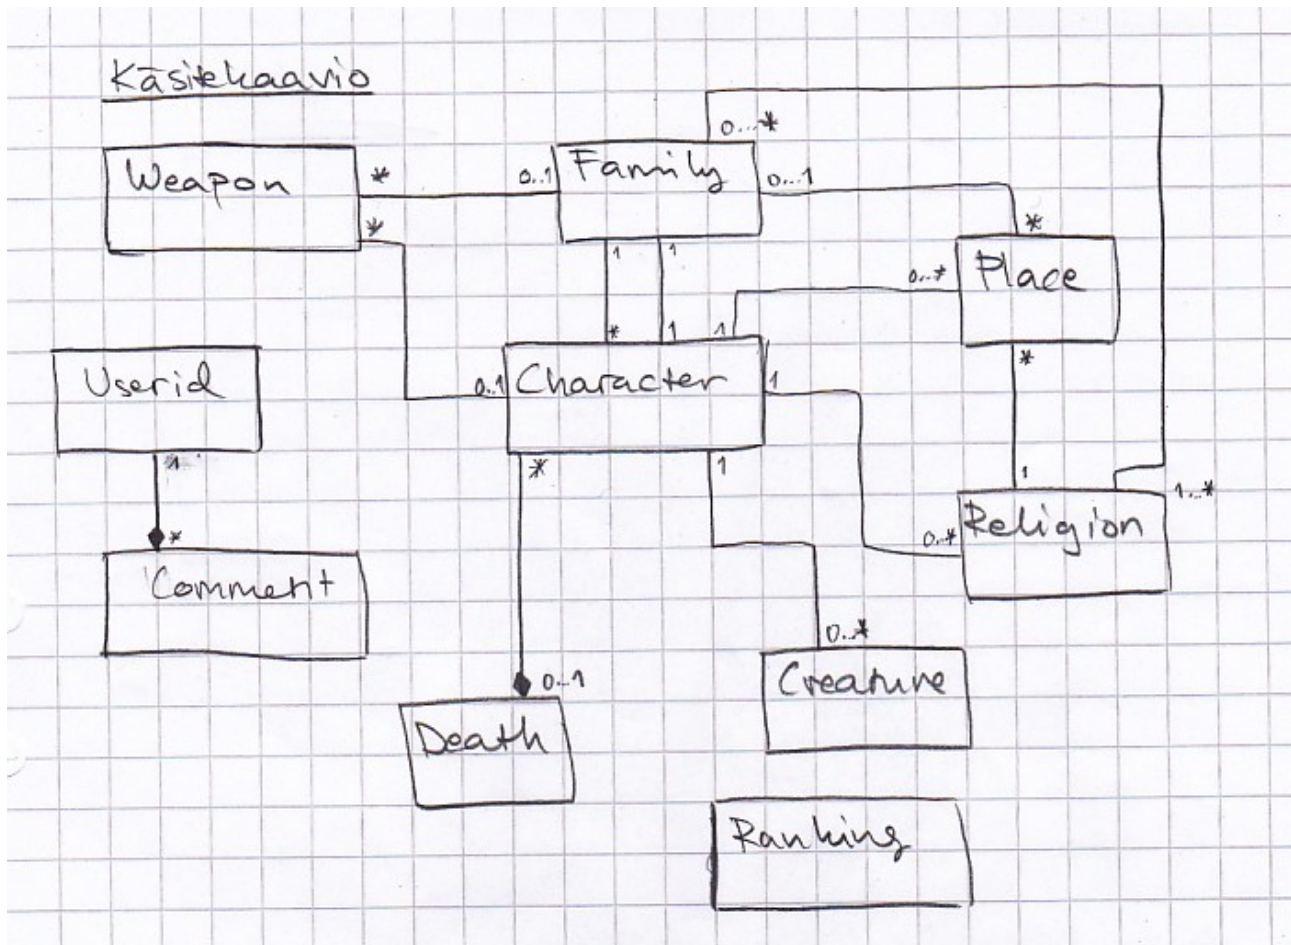 Käsitekaavio
0...*
Weapon * 0..1 Family 0...1
* 1 1 * Place
0..* 
* 1 1 *
Userid 0..1 Character 1
1 * 1 1 1...*
* 0..* Religion
Comment
0..1 0..*
Creature
Death
Ranking